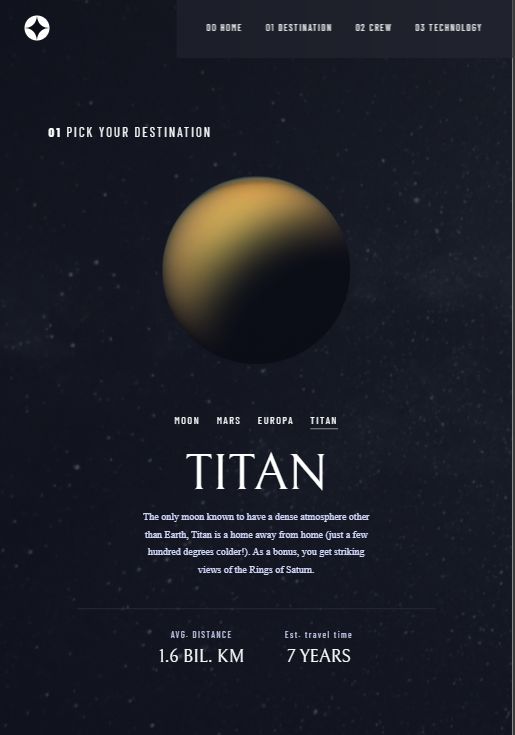 00 HOME 01 DESTINATION 02 CREW 03 TECHNOLOGY
01 PICK YOUR DESTINATION
MOON MARS EUROPA TITAN
TITAN
The only moon known to have a dense atmosphere other
than Earth, Titan is a home away from home (just a few
hundred degrees colder!). As a bonus, you get striking
views of the Rings of Saturn.
AVG. DISTANCE Est. travel time
1.6 BIL. KM 7 YEARS